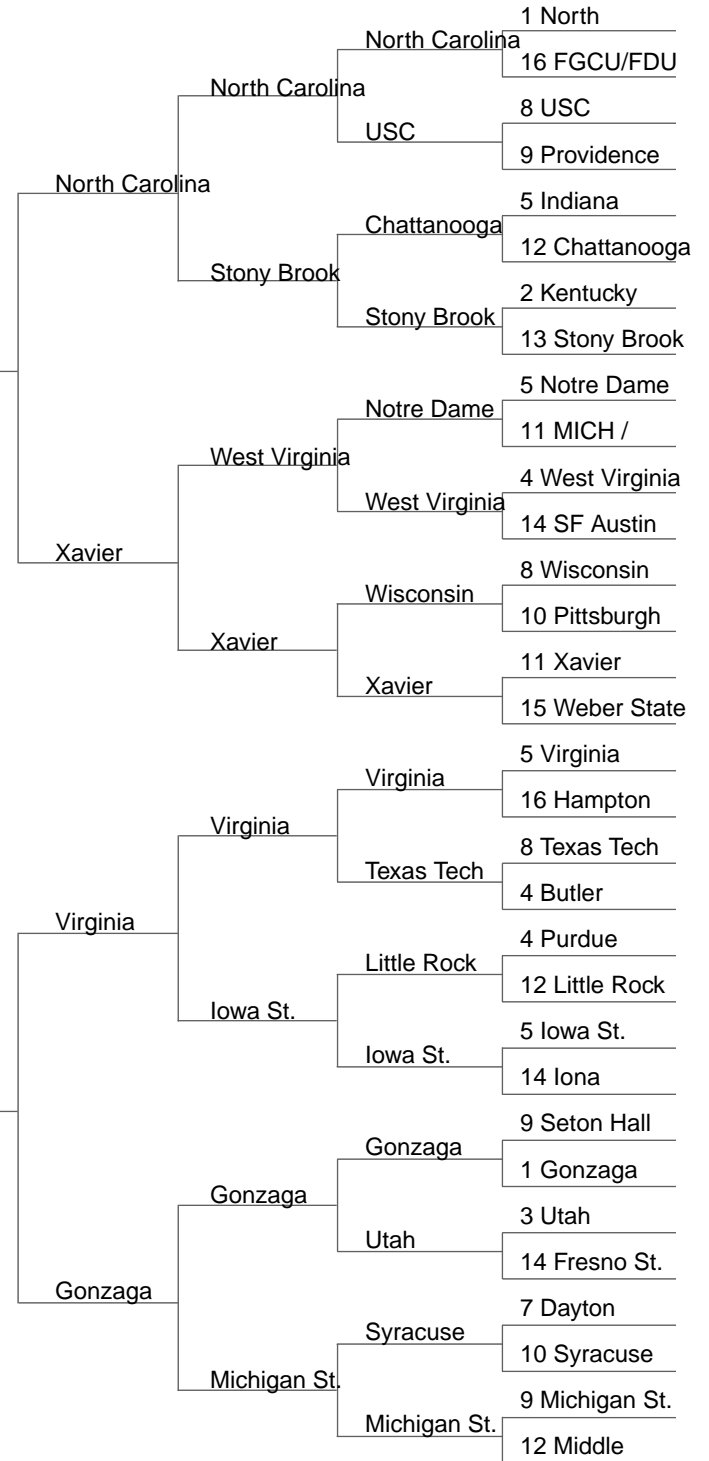 1 North
North Carolina
16 FGCU/FDU
North Carolina
8 USC
USC
9 Providence
North Carolina
5 Indiana
Chattanooga
12 Chattanooga
Stony Brook
2 Kentucky
Stony Brook
13 Stony Brook
5 Notre Dame
Notre Dame
11 MICH /
West Virginia
4 West Virginia
West Virginia
14 SF Austin
Xavier
8 Wisconsin
Wisconsin
10 Pittsburgh
Xavier
11 Xavier
Xavier
15 Weber State
5 Virginia
Virginia
16 Hampton
Virginia
8 Texas Tech
Texas Tech
4 Butler
Virginia
4 Purdue
Little Rock
12 Little Rock
Iowa St.
5 Iowa St.
Iowa St.
14 Iona
9 Seton Hall
Gonzaga
1 Gonzaga
Gonzaga
3 Utah
Utah
14 Fresno St.
Gonzaga
7 Dayton
Syracuse
10 Syracuse
Michigan St.
9 Michigan St.
Michigan St.
12 Middle